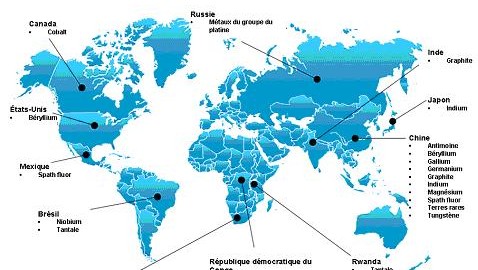 Russie
Métaux du groupe du
platine
Canada
Cobalt
Inde
Graphite
États-Unis
Béryllium
Japon
Indium
Chine
Antimoine
Béryllium
Gallium
Germanium
Graphite
Indium
Magnésium
Spath fluor
Terres rares
Tungstène
Mexique
Spath fluor
Brésil
Niobium
Tantale
République démocratique du
Congo
Rwanda
Tantale